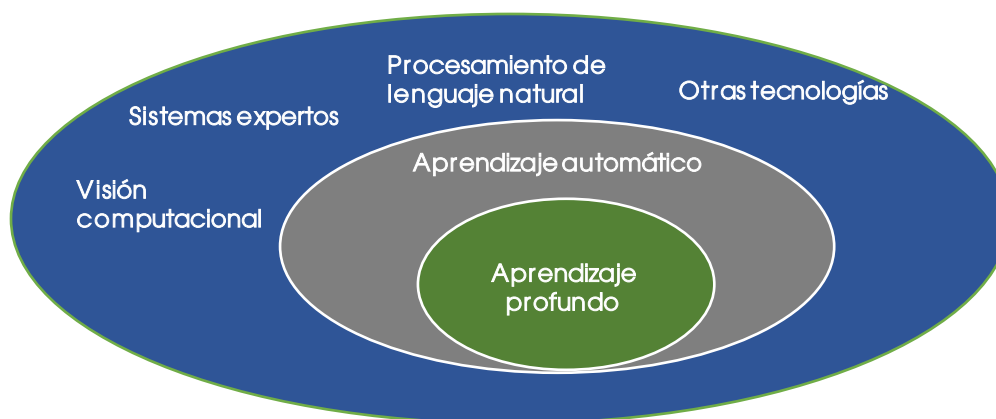 Procesamiento de
lenguaje natural
Otras tecnologías
Sistemas expertos
Aprendizaje automático
Visión
computacional
Aprendizaje
profundo